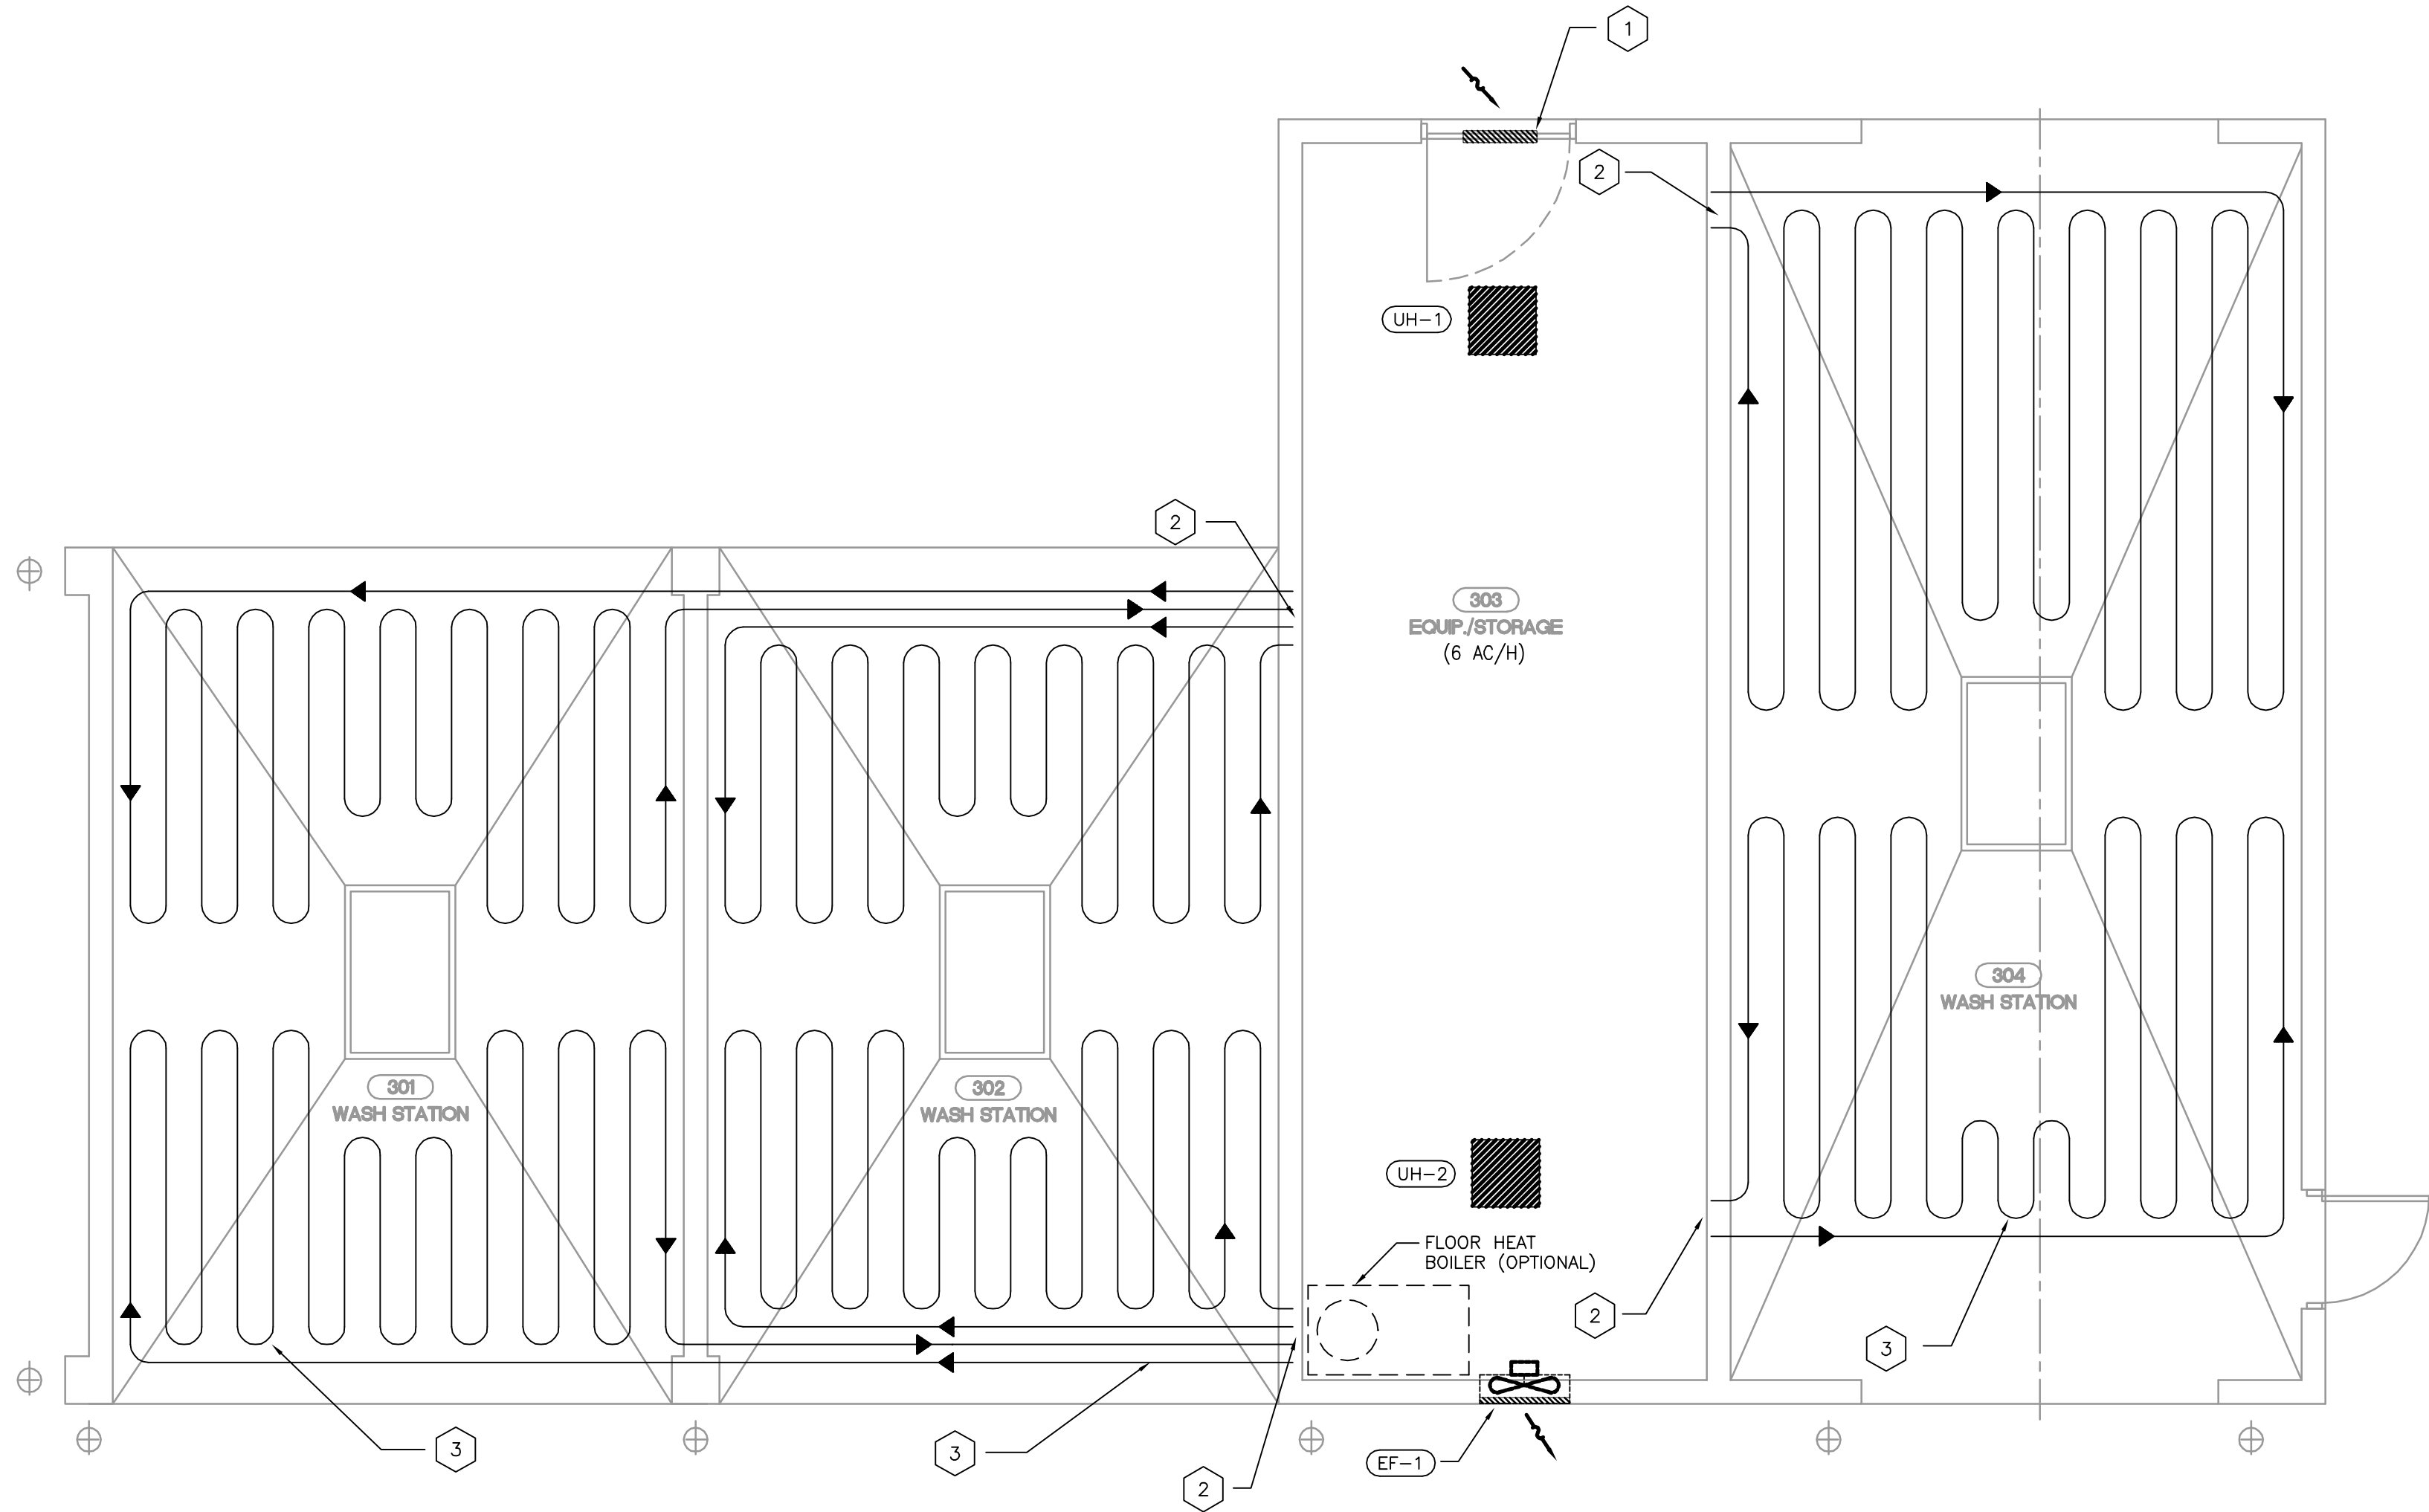 1
2
UH-1
2
303
EQUIP./STORAGE
(6 AC/H)
304
WASH STATION
301
WASH STATION
302
WASH STATION
UH-2
FLOOR HEAT
BOILER (OPTIONAL)
2
3
3
3
EF-1
2